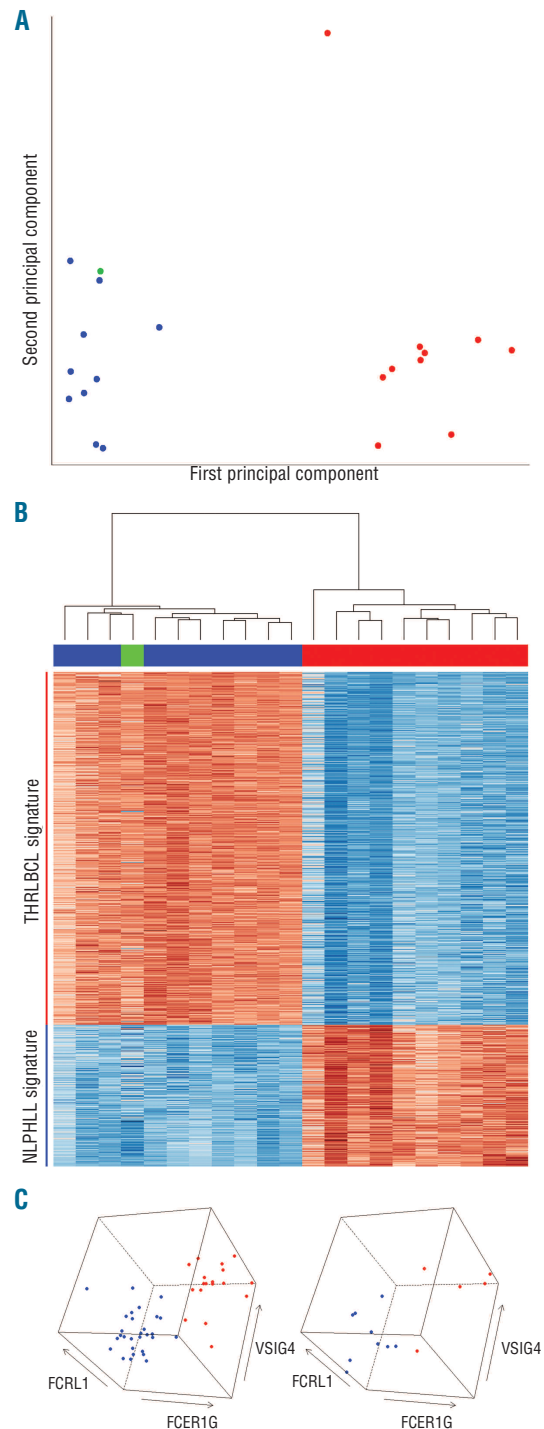 A
Second principal component
First principal component
B
THRLBCL signature
NLPHLL signature
C
FCRL1
FCER1G
VSIG4
FCRL1
FCER1G
VSIG4